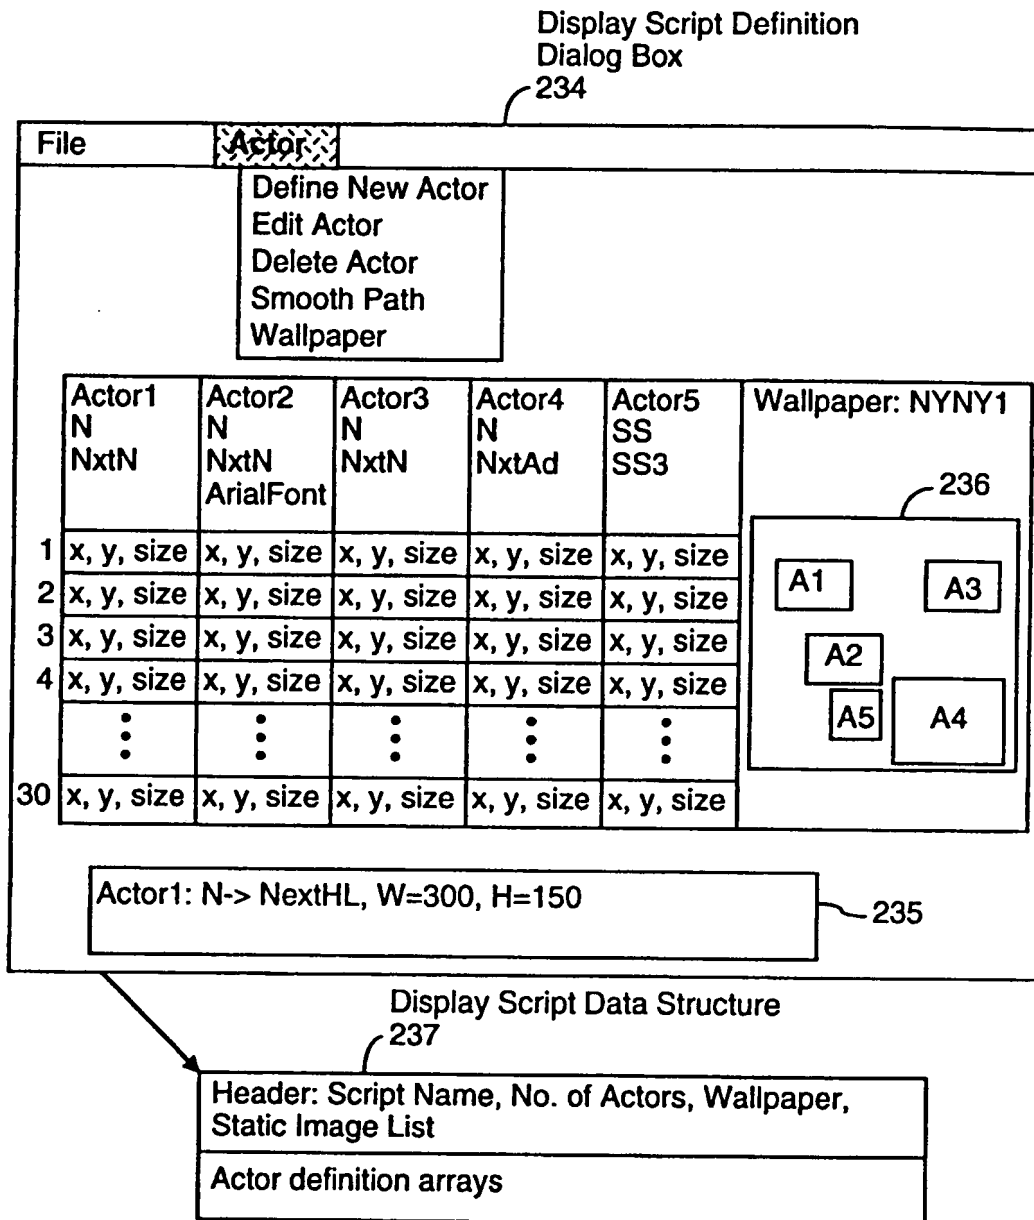 Display Script Definition
Dialog Box
234
File Actor
Define New Actor
Edit Actor
Delete Actor
Smooth Path
Wallpaper
Actor1 Actor2 Actor3 Actor4 Actor5 Wallpaper: NYNY1
N N N N SS
NxtN NxtN NxtN NxtAd SS3
ArialFont
236
1 x, y, size x, y, size x, y, size x, y, size x, y, size
2 x, y, size x, y, size x, y, size x, y, size x, y, size
3 x, y, size x, y, size x, y, size x, y, size x, y, size
4 x, y, size x, y, size x, y, size x, y, size x, y, size
30 x, y, size x, y, size x, y, size x, y, size x, y, size
A1 A3
A2
A5 A4
Actor1: N-> NextHL, W=300, H=150
235
Display Script Data Structure
237
Header: Script Name, No. of Actors, Wallpaper,
Static Image List
Actor definition arrays